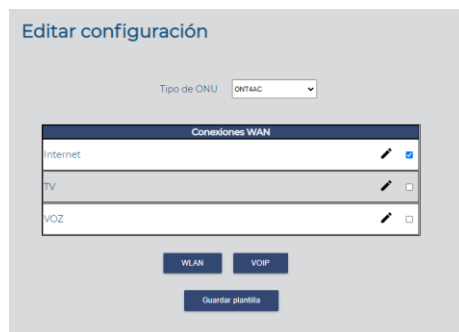 Editar configuración
Tipo de ONU ONT4AC
Conexiones WAN
Internet
TV
VOZ
WLAN VOIP
Guardar plantilla